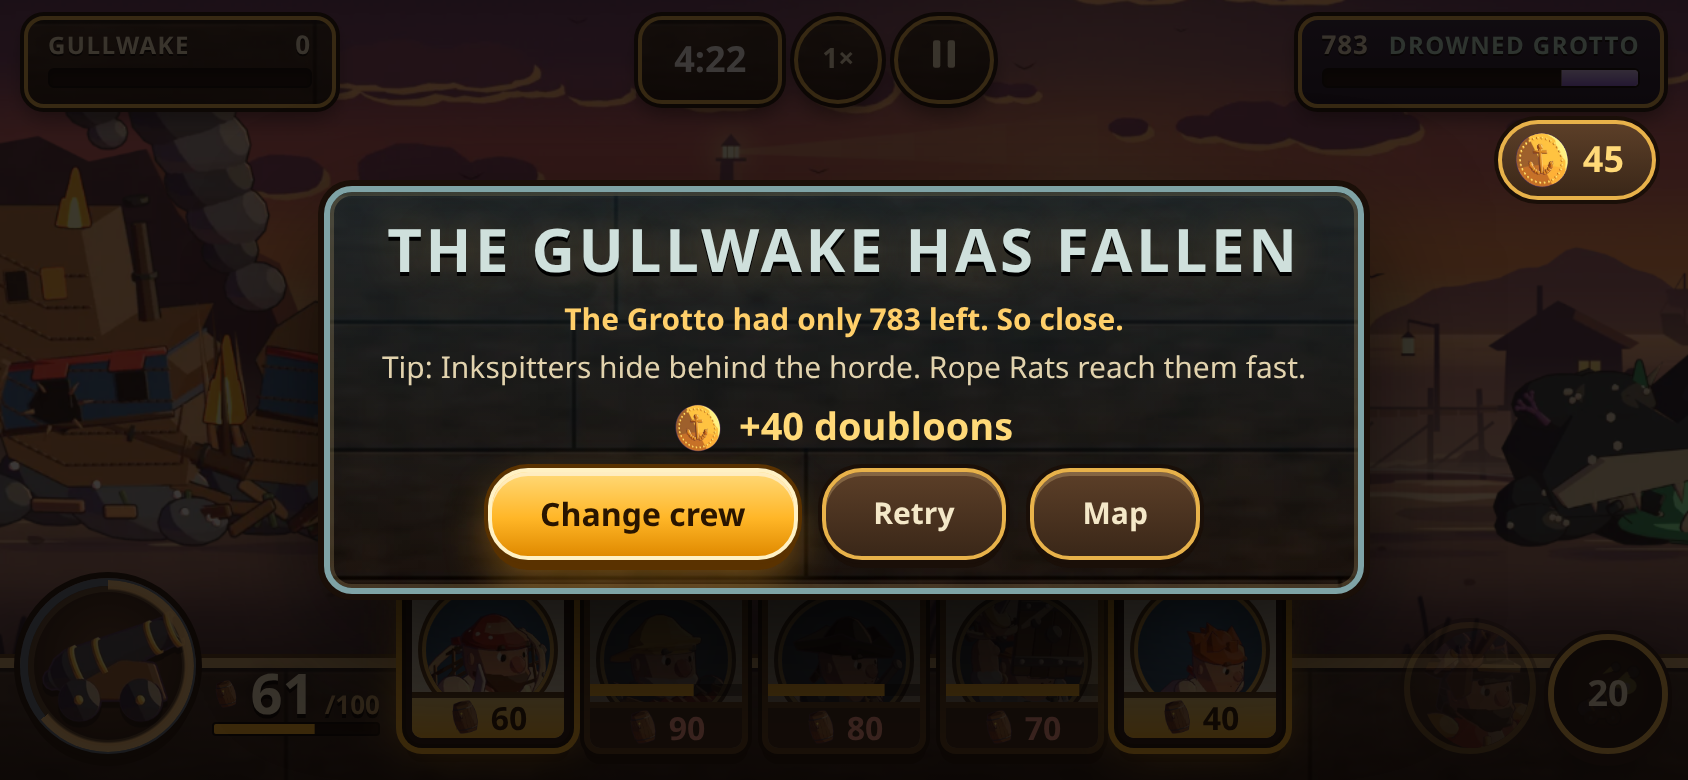 GULLWAKE 0
4:22
1×
783 DROWNED GROTTO
45
THE GULLWAKE HAS FALLEN
The Grotto had only 783 left. So close.
Tip: Inkspitters hide behind the horde. Rope Rats reach them fast.
+40 doubloons
Change crew
Retry
Map
61 /100
60
90
80
70
40
20